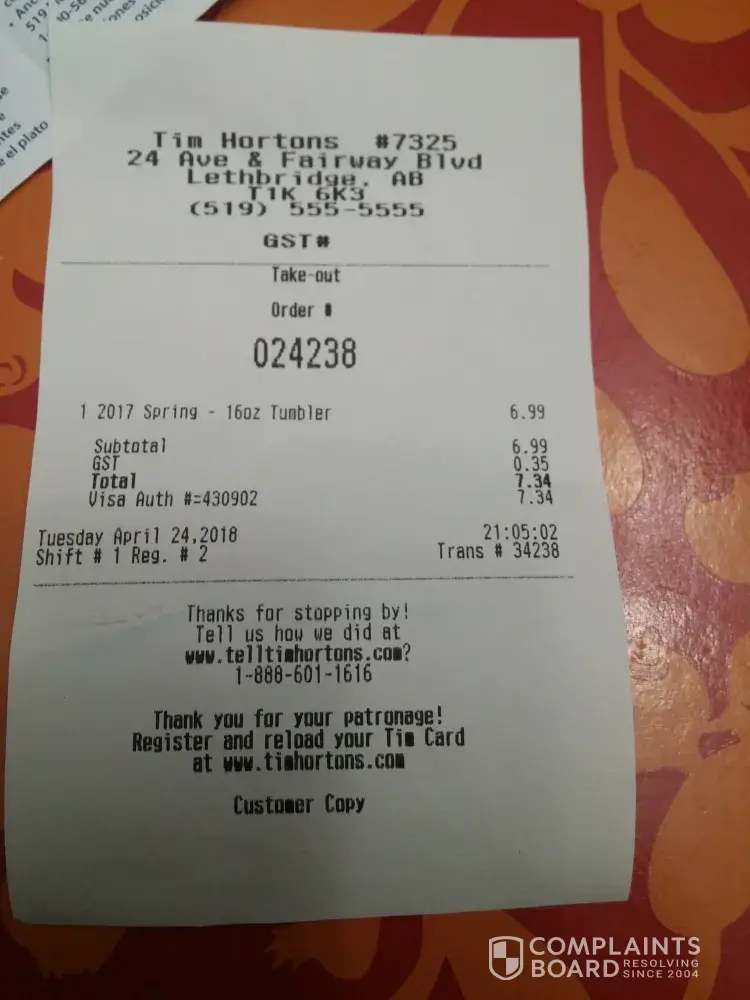 519
Tim Hortons #7325
24 Ave & Fairway Blvd
Lethbridge, AB
T1K 6K3
(519) 555-5555
GST#
Take-out
Order #
024238
1 2017 Spring - 16oz Tumbler 6.99
Subtotal 6.99
GST 0.35
Total 7.34
Visa Auth #=430902 7.34
Tuesday April 24,2018 21:05:02
Shift # 1 Reg. # 2 Trans # 34238
Thanks for stopping by!
Tell us how we did at
www.telltimhortons.com?
1-888-601-1616
Thank you for your patronage!
Register and reload your Tim Card
at www.timhortons.com
Customer Copy
el plato
COMPLAINTS
BOARD RESOLVING
SINCE 2004